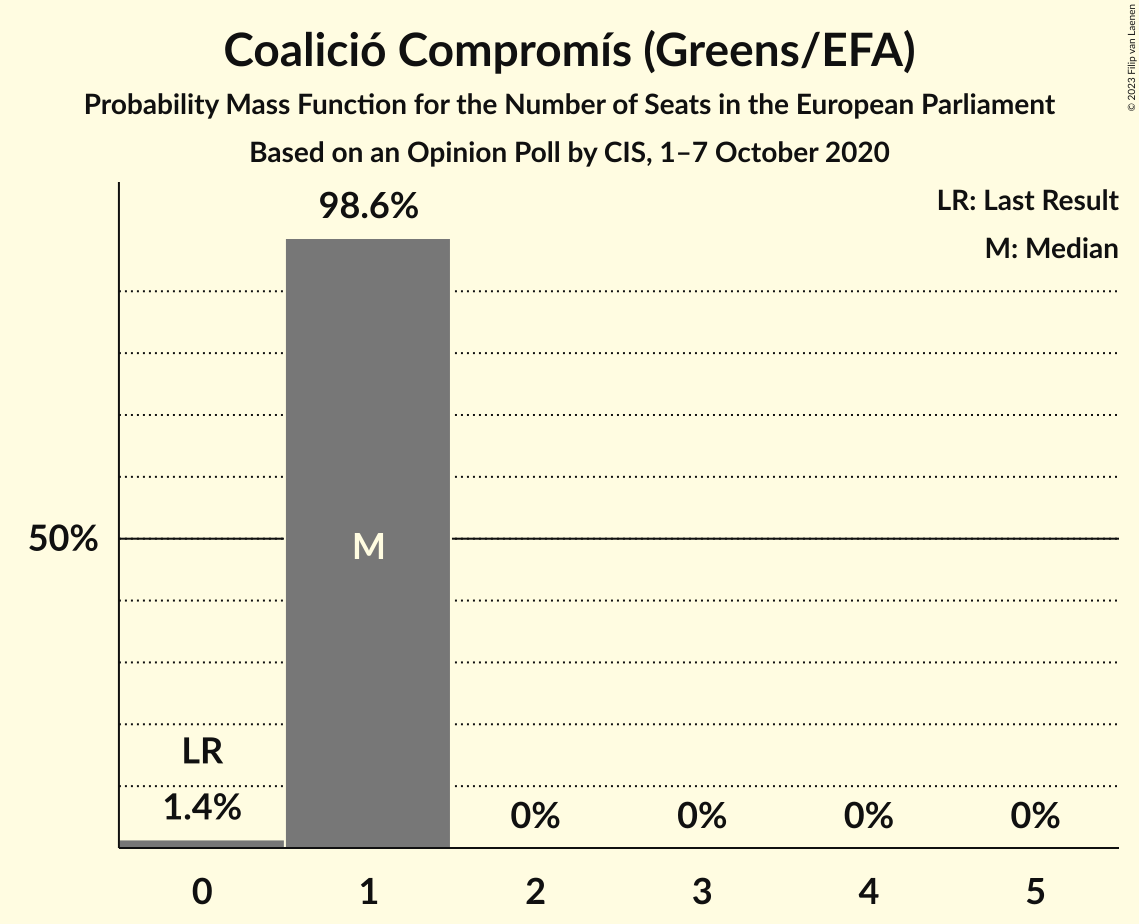 Coalició Compromís (Greens/EFA)
Probability Mass Function for the Number of Seats in the European Parliament
Based on an Opinion Poll by CIS, 1–7 October 2020
© 2023 Filip van Laenen
LR: Last Result
M: Median
98.6%
50%
M
LR
1.4%
0%
0%
0%
0%
0
1
2
3
4
5